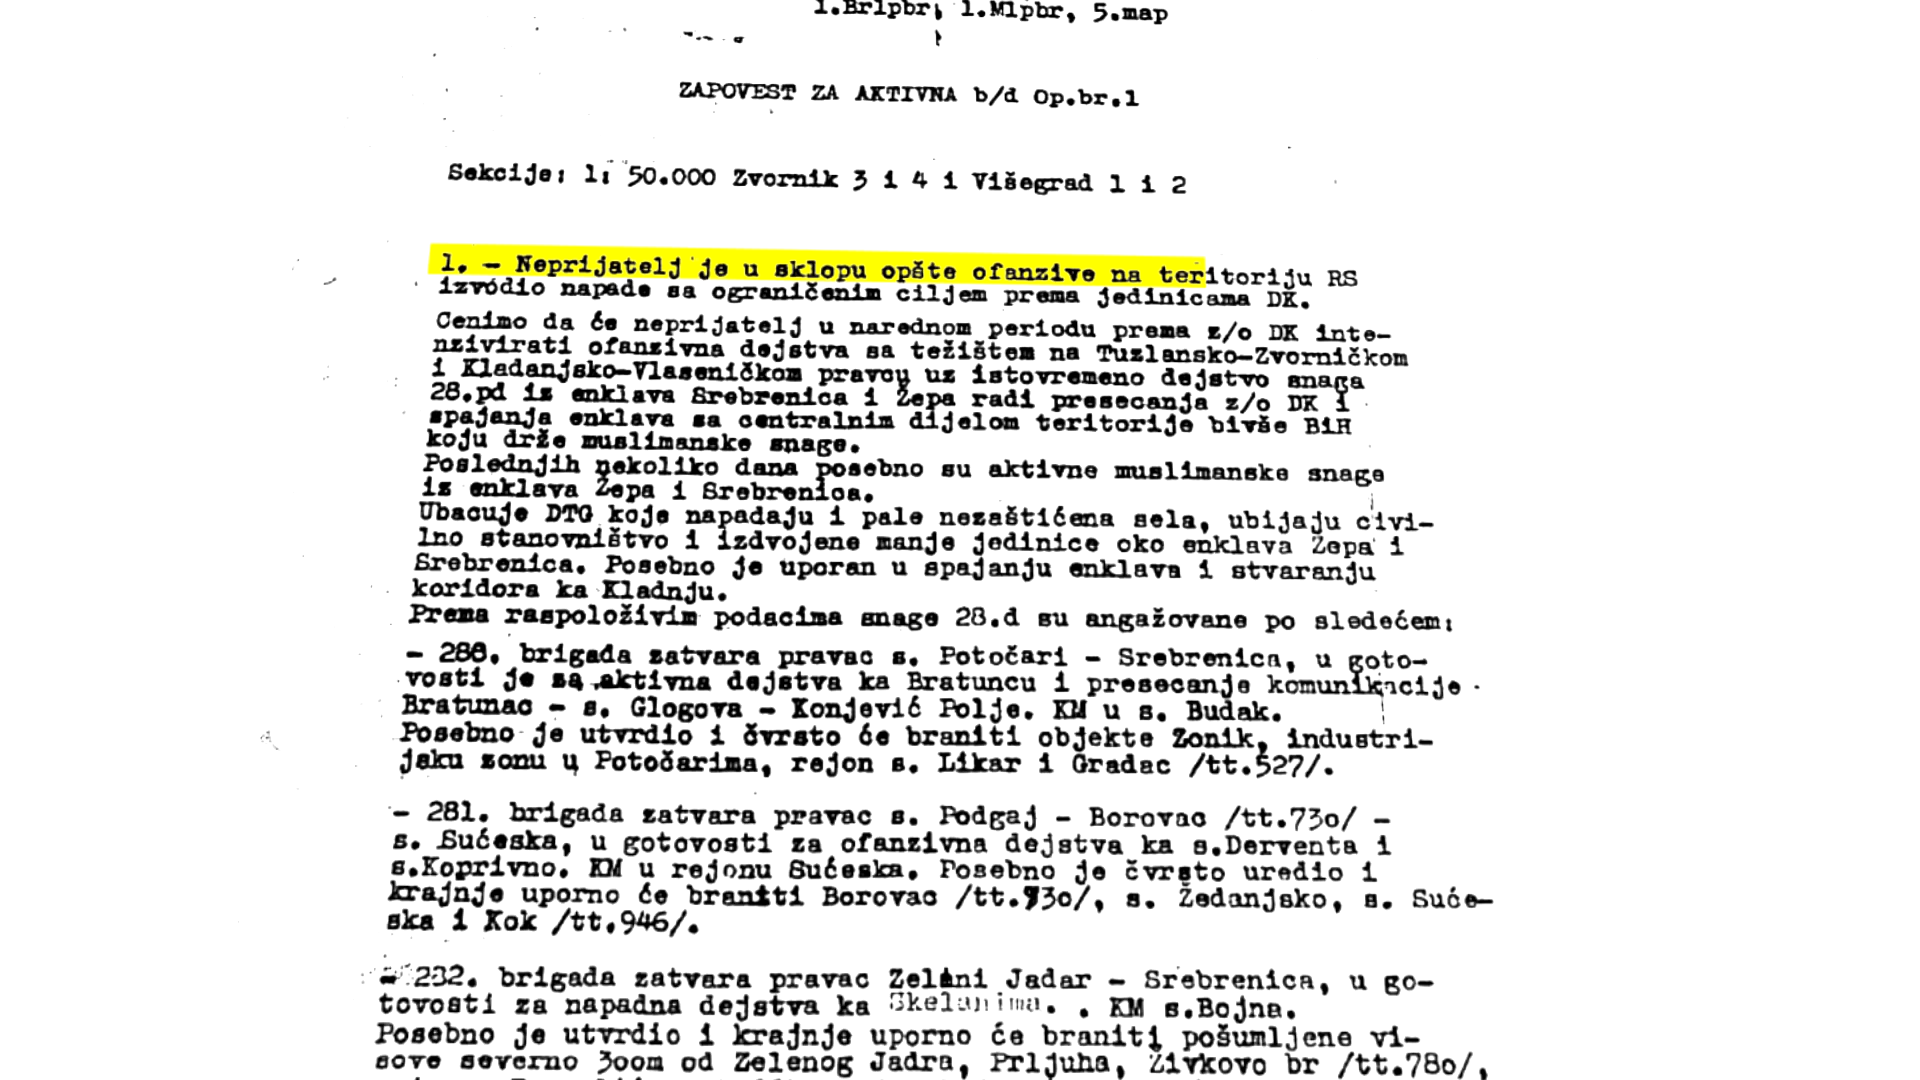 1.Brlpbr, 1.Mlpbr, 5.map
ZAPOVEST ZA AKTIVNA b/d Op.br.1
Sekcije: 1: 50.000 Zvornik 3 i 4 i Višegrad 1 i 2
1. - Neprijatelj je u sklopu opšte ofanzive na teritoriju RS
izvodio napade sa ograničenim ciljem prema jedinicama DK.
Cenimo da će neprijatelj u narednom periodu prema z/o DK inte-
nzivirati ofanzivna dejstva sa težištem na Tuzlansko-Zvorničkom
i Kladanjsko-Vlaseničkom pravcu uz istovremeno dejstvo snaga
28.pd iz enklava Srebrenica i Žepa radi presecanja z/o DK i
spajanja enklava sa centralnim dijelom teritorije bivše BiH
koju drže muslimanske snage.
Poslednjih nekoliko dana posebno su aktivne muslimanske snage
iz enklava Žepa i Srebrenica.
Ubacuje DTG koje napadaju i pale nezaštićena sela, ubijaju civi-
lno stanovništvo i izdvojene manje jedinice oko enklava Žepa i
Srebrenica. Posebno je uporan u spajanju enklava i stvaranju
koridora ka Kladnju.
Prema raspoloživim podacima snage 28.d su angažovane po sledećem:
- 280. brigada zatvara pravac s. Potočari - Srebrenica, u goto-
vosti je za aktivna dejstva ka Bratuncu i presecanje komunikacije
Bratunac - s. Glogova - Konjević Polje. KM u s. Budak.
Posebno je utvrdio i čvrsto će braniti objekte Zonik, industri-
jsku zonu u Potočarima, rejon s. Likar i Gradac /tt.527/.
- 281. brigada zatvara pravac s. Podgaj - Borovac /tt.730/ -
s. Sućeska, u gotovosti za ofanzivna dejstva ka s.Derventa i
s.Koprivno. KM u rejonu Sućeska. Posebno je čvrsto uredio i
krajnje uporno će braniti Borovac /tt.730/, s. Žedanjsko, s. Suće-
ska i Kok /tt.946/.
- 282. brigada zatvara pravac Zeleni Jadar - Srebrenica, u go-
tovosti za napadna dejstva ka Skelanima. . KM s.Bojna.
Posebno je utvrdio i krajnje uporno će braniti pošumljene vi-
sove severno 300m od Zelenog Jadra, Prljuha, Živkovo br /tt.780/,